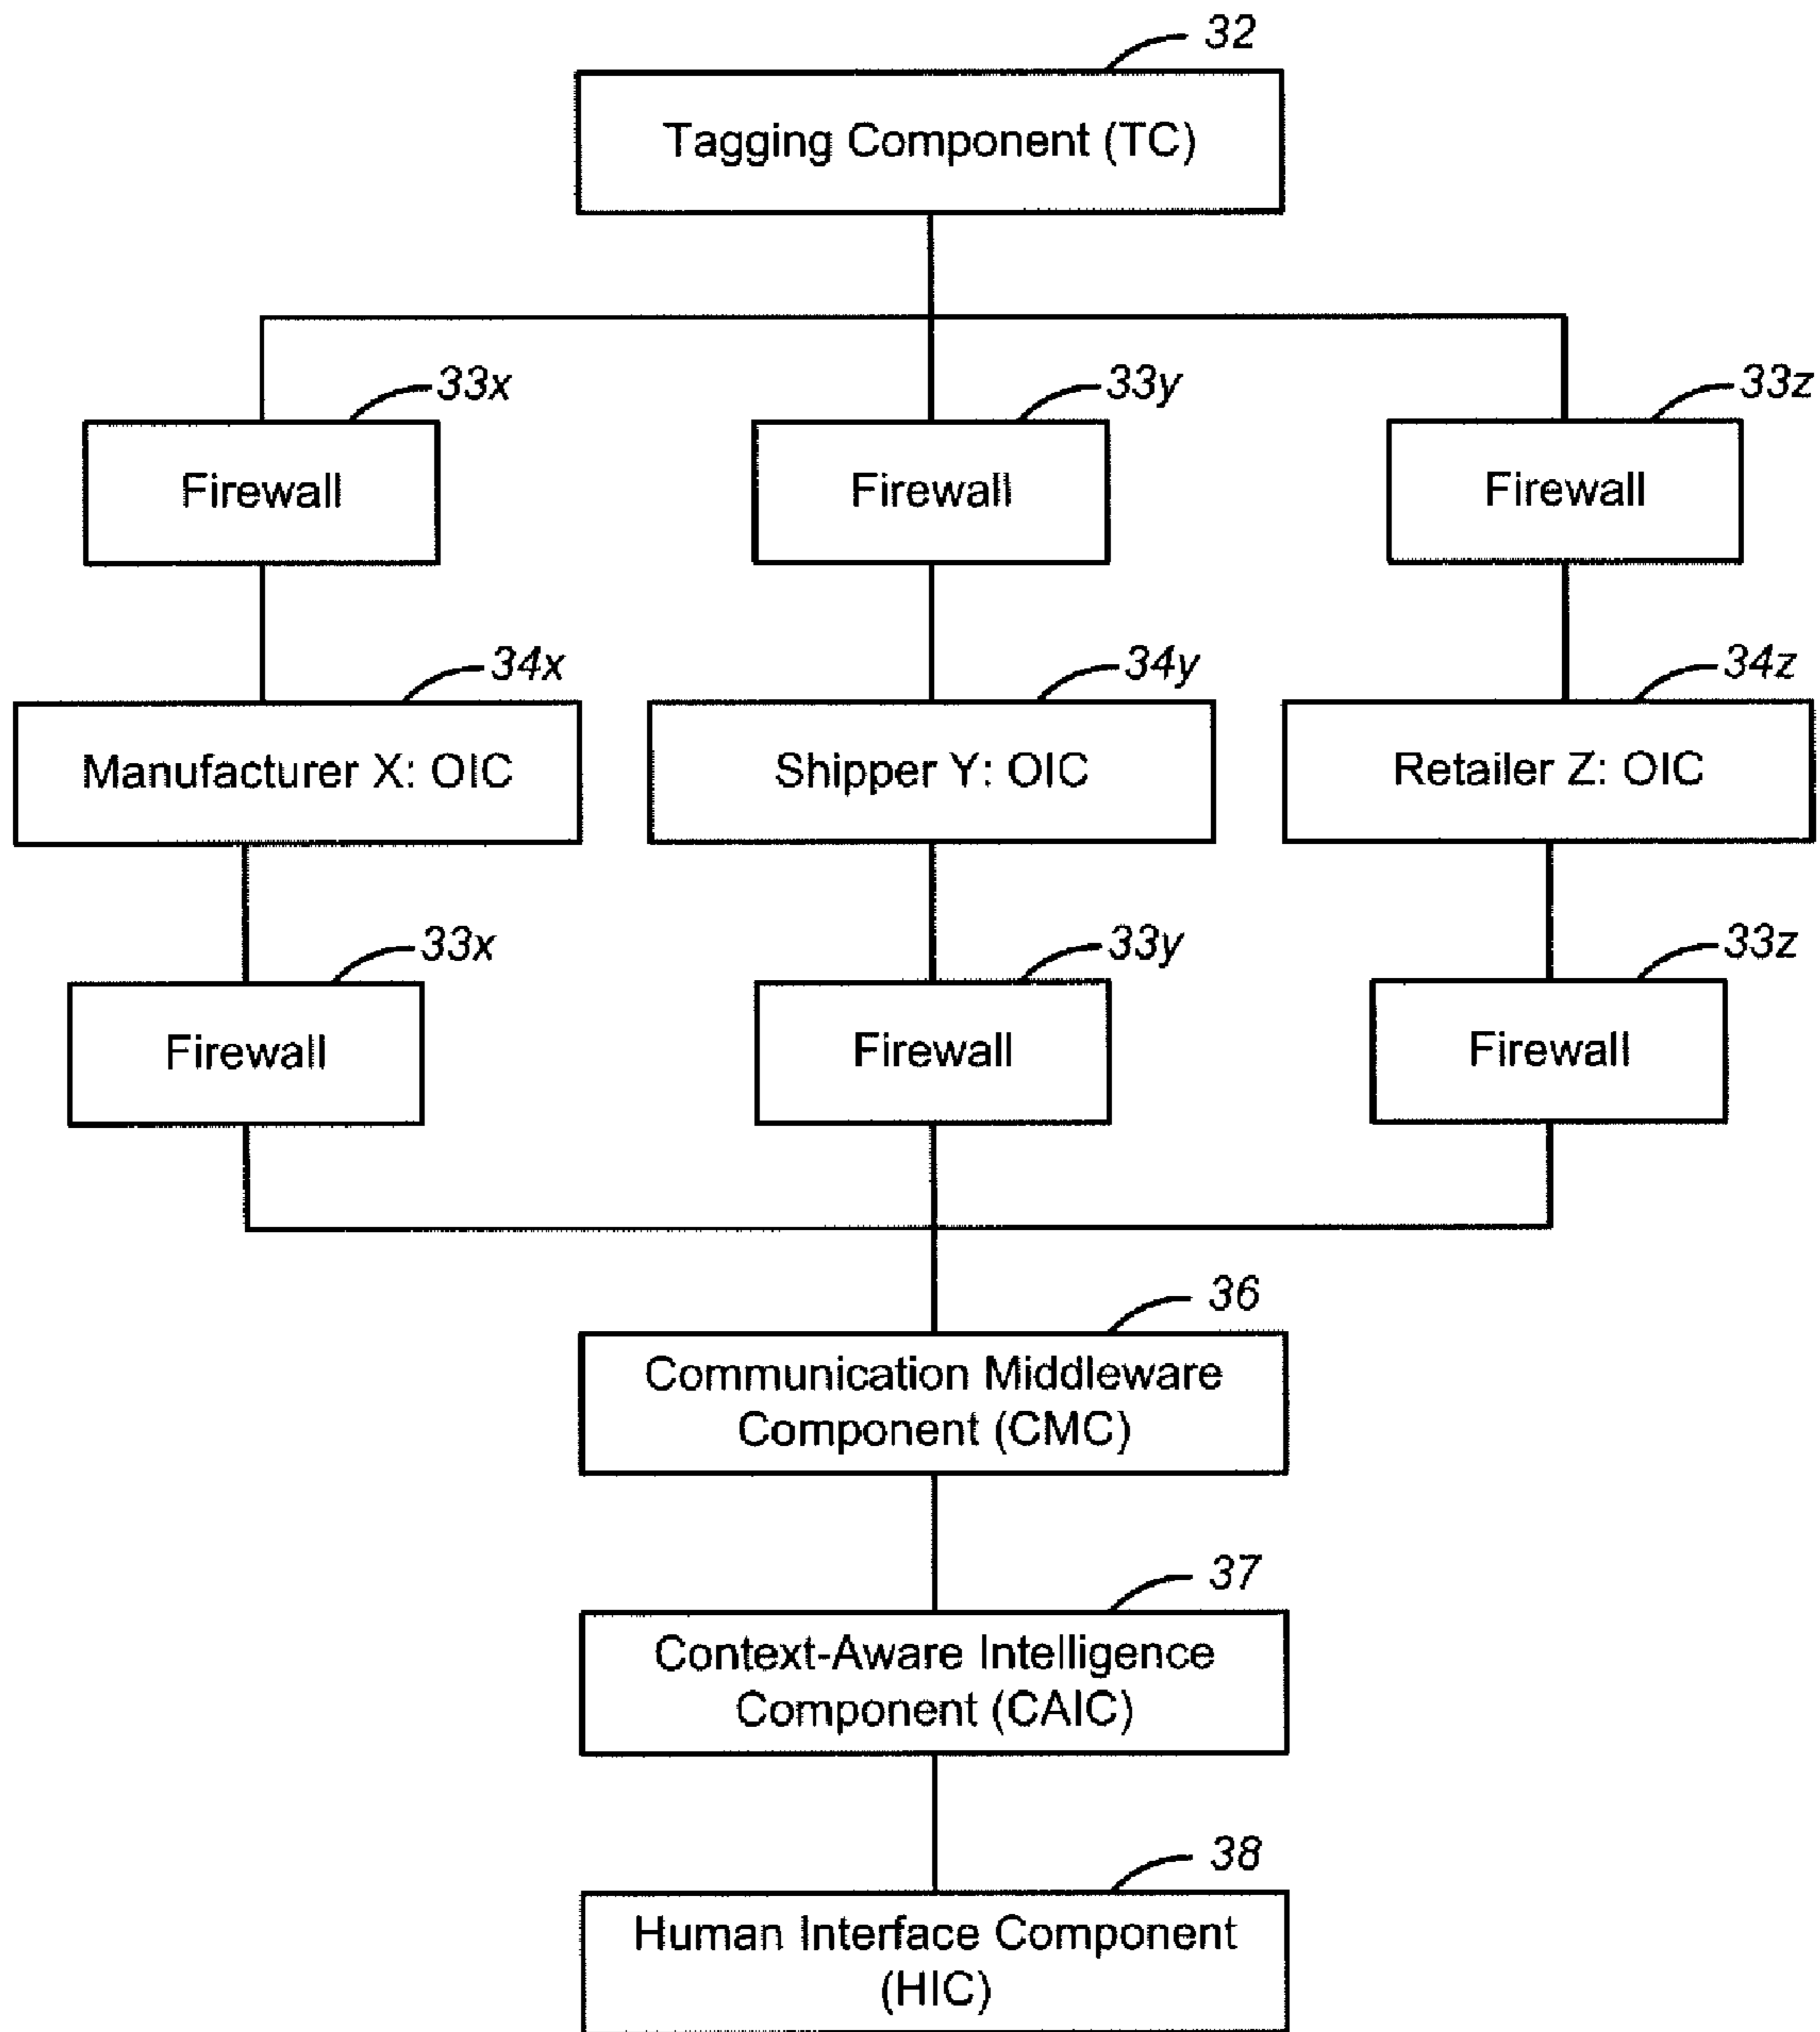 32
Tagging Component (TC)
33x
33y
33z
Firewall
Firewall
Firewall
34x
34y
34z
Manufacturer X: OIC
Shipper Y: OIC
Retailer Z: OIC
33x
33y
33z
Firewall
Firewall
Firewall
36
Communication Middleware
Component (CMC)
37
Context-Aware Intelligence
Component (CAIC)
38
Human Interface Component
(HIC)